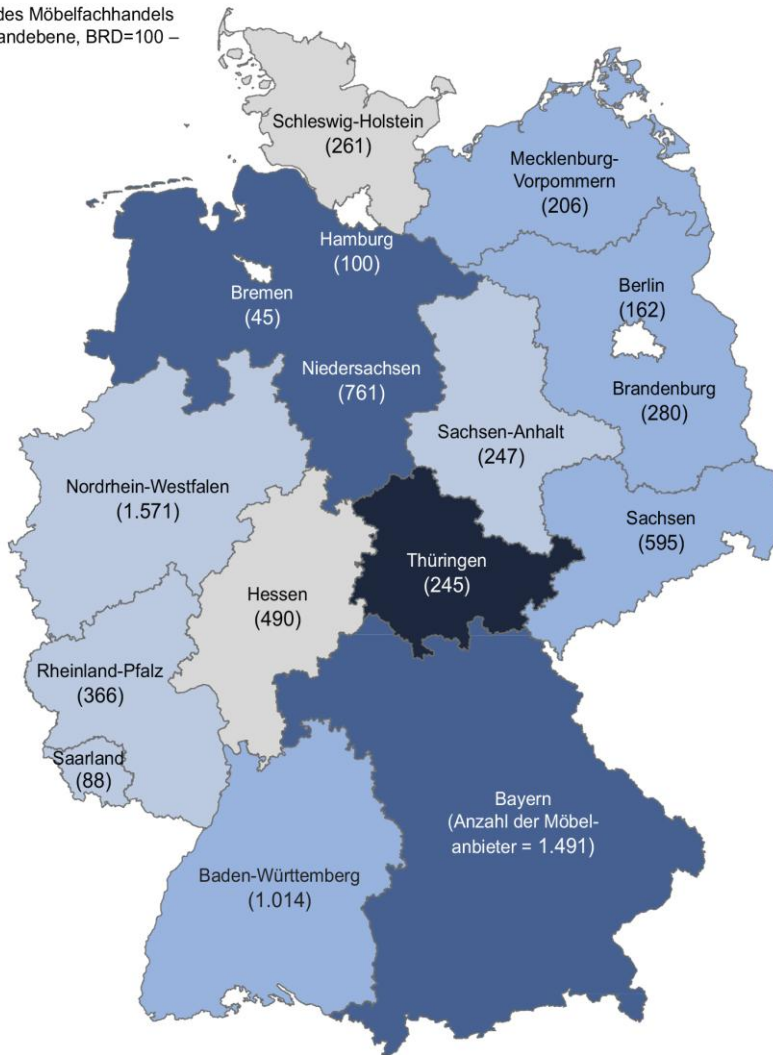 des Möbelfachhandels
andebene, BRD=100 –
Schleswig-Holstein
(261)
Mecklenburg-
Vorpommern
(206)
Hamburg
(100)
Bremen
(45)
Berlin
(162)
Niedersachsen
(761)
Brandenburg
(280)
Sachsen-Anhalt
(247)
Nordrhein-Westfalen
(1.571)
Sachsen
(595)
Thüringen
(245)
Hessen
(490)
Rheinland-Pfalz
(366)
Saarland
(88)
Bayern
(Anzahl der Möbel-
anbieter = 1.491)
Baden-Württemberg
(1.014)